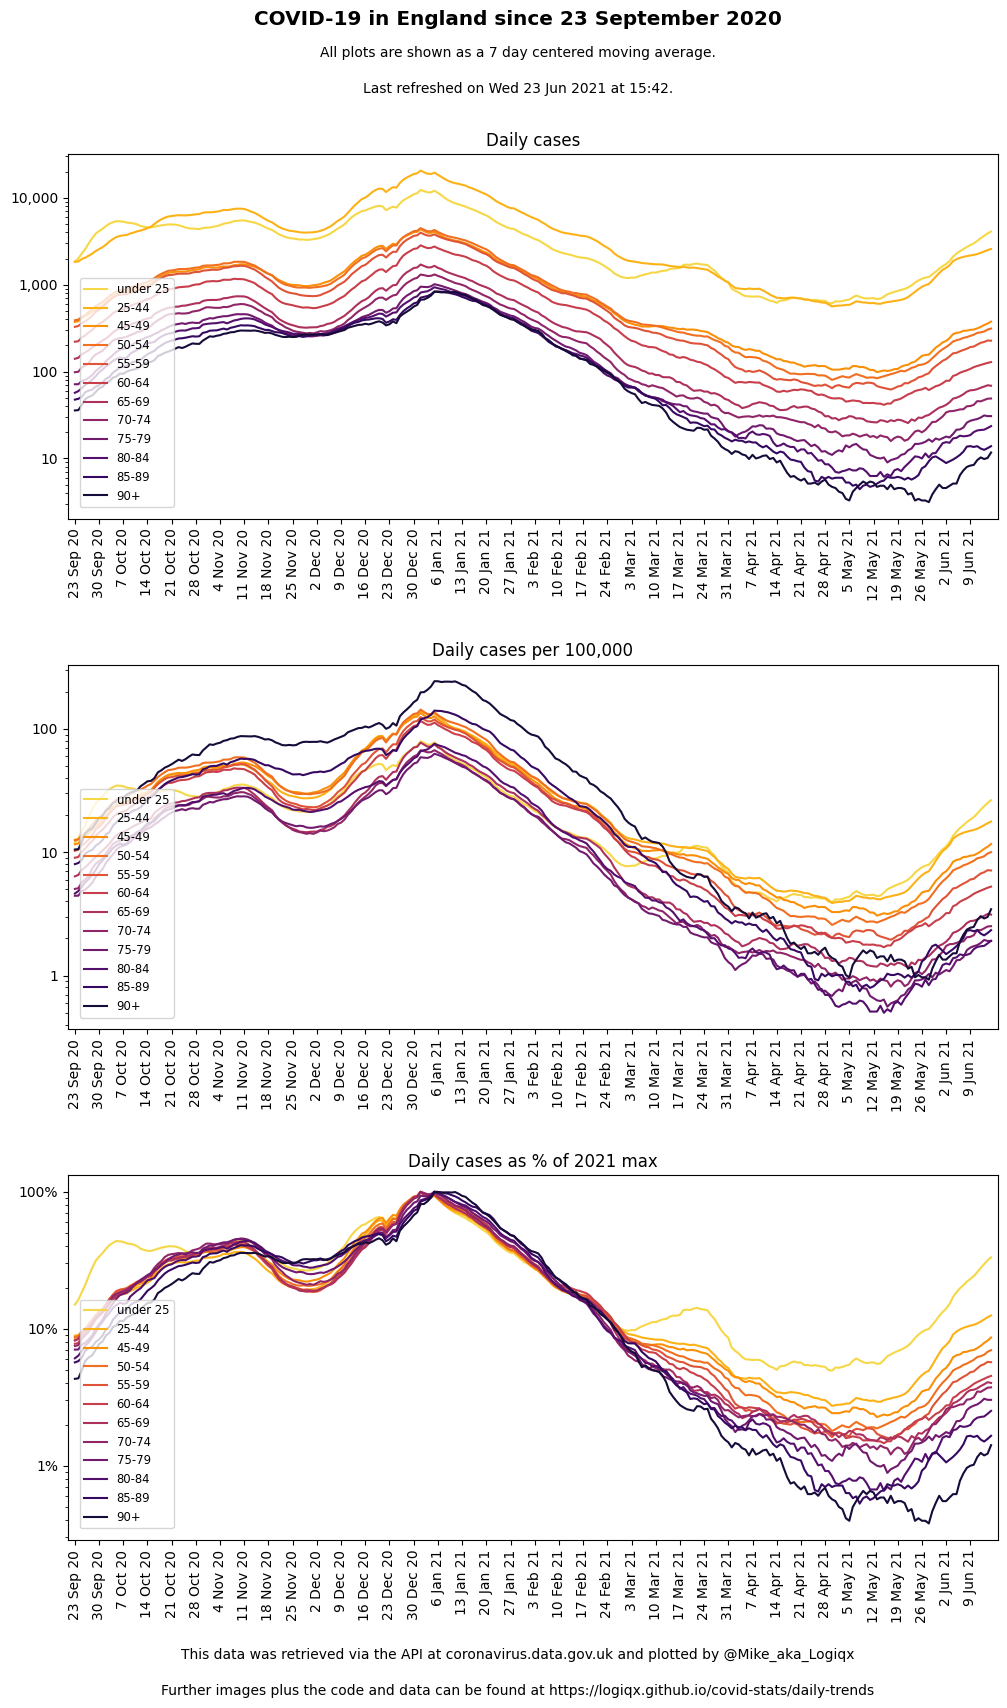 COVID-19 in England since 23 September 2020
All plots are shown as a 7 day centered moving average.
Last refreshed on Wed 23 Jun 2021 at 15:42.
Daily cases
10,000
1,000
100
10
under 25
25-44
45-49
50-54
55-59
60-64
65-69
70-74
75-79
80-84
85-89
90+
23 Sep 20
30 Sep 20
7 Oct 20
14 Oct 20
21 Oct 20
28 Oct 20
4 Nov 20
11 Nov 20
18 Nov 20
25 Nov 20
2 Dec 20
9 Dec 20
16 Dec 20
23 Dec 20
30 Dec 20
6 Jan 21
13 Jan 21
20 Jan 21
27 Jan 21
3 Feb 21
10 Feb 21
17 Feb 21
24 Feb 21
3 Mar 21
10 Mar 21
17 Mar 21
24 Mar 21
31 Mar 21
7 Apr 21
14 Apr 21
21 Apr 21
28 Apr 21
5 May 21
12 May 21
19 May 21
26 May 21
2 Jun 21
9 Jun 21
Daily cases per 100,000
100
10
1
under 25
25-44
45-49
50-54
55-59
60-64
65-69
70-74
75-79
80-84
85-89
90+
23 Sep 20
30 Sep 20
7 Oct 20
14 Oct 20
21 Oct 20
28 Oct 20
4 Nov 20
11 Nov 20
18 Nov 20
25 Nov 20
2 Dec 20
9 Dec 20
16 Dec 20
23 Dec 20
30 Dec 20
6 Jan 21
13 Jan 21
20 Jan 21
27 Jan 21
3 Feb 21
10 Feb 21
17 Feb 21
24 Feb 21
3 Mar 21
10 Mar 21
17 Mar 21
24 Mar 21
31 Mar 21
7 Apr 21
14 Apr 21
21 Apr 21
28 Apr 21
5 May 21
12 May 21
19 May 21
26 May 21
2 Jun 21
9 Jun 21
Daily cases as % of 2021 max
100%
10%
1%
under 25
25-44
45-49
50-54
55-59
60-64
65-69
70-74
75-79
80-84
85-89
90+
23 Sep 20
30 Sep 20
7 Oct 20
14 Oct 20
21 Oct 20
28 Oct 20
4 Nov 20
11 Nov 20
18 Nov 20
25 Nov 20
2 Dec 20
9 Dec 20
16 Dec 20
23 Dec 20
30 Dec 20
6 Jan 21
13 Jan 21
20 Jan 21
27 Jan 21
3 Feb 21
10 Feb 21
17 Feb 21
24 Feb 21
3 Mar 21
10 Mar 21
17 Mar 21
24 Mar 21
31 Mar 21
7 Apr 21
14 Apr 21
21 Apr 21
28 Apr 21
5 May 21
12 May 21
19 May 21
26 May 21
2 Jun 21
9 Jun 21
This data was retrieved via the API at coronavirus.data.gov.uk and plotted by @Mike_aka_Logiqx
Further images plus the code and data can be found at https://logiqx.github.io/covid-stats/daily-trends